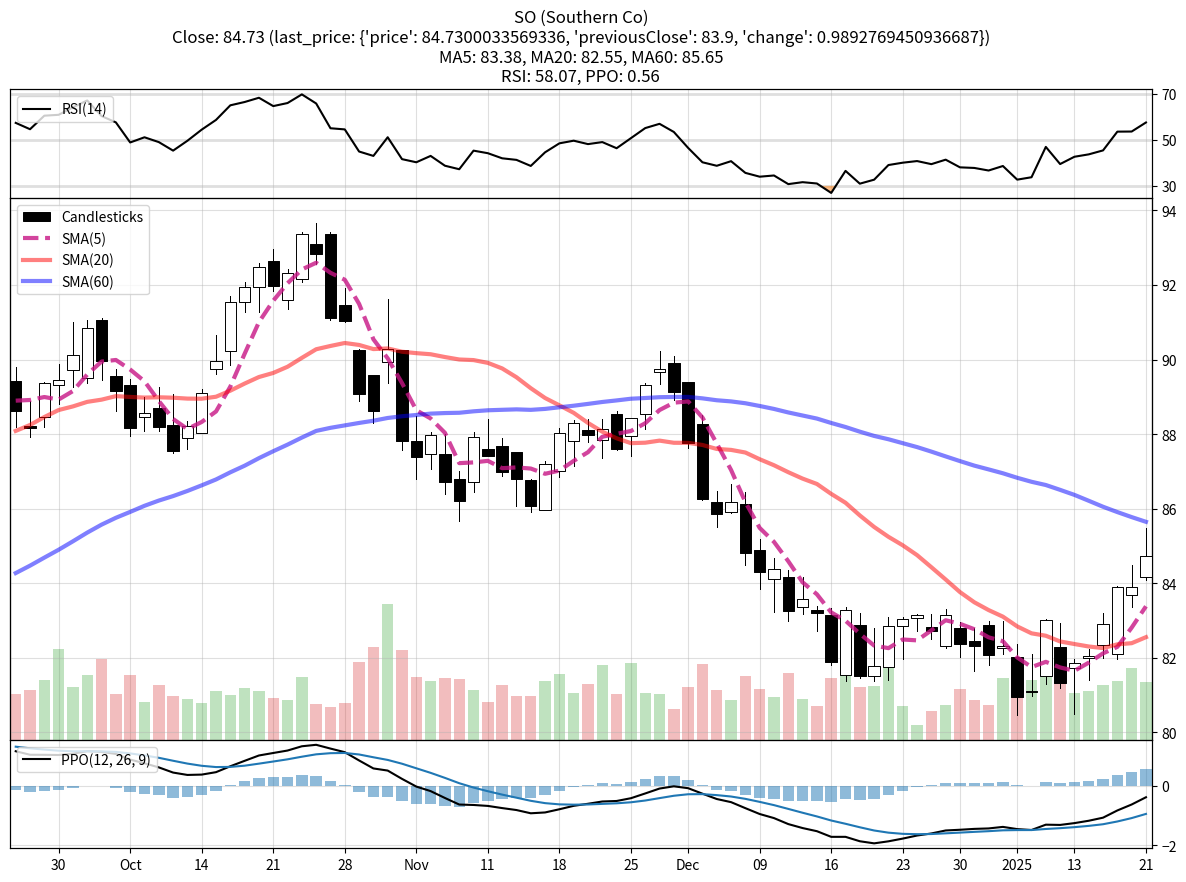 SO (Southern Co)
Close: 84.73 (last_price: {'price': 84.7300033569336, 'previousClose': 83.9, 'change': 0.9892769450936687})
MA5: 83.38, MA20: 82.55, MA60: 85.65
RSI: 58.07, PPO: 0.56
RSI(14)
70
50
30
Candlesticks
SMA(5)
SMA(20)
SMA(60)
94
92
90
88
86
84
82
80
PPO(12, 26, 9)
0
−2
30 Oct 14 21 28 Nov 11 18 25 Dec 09 16 23 30 2025 13 21